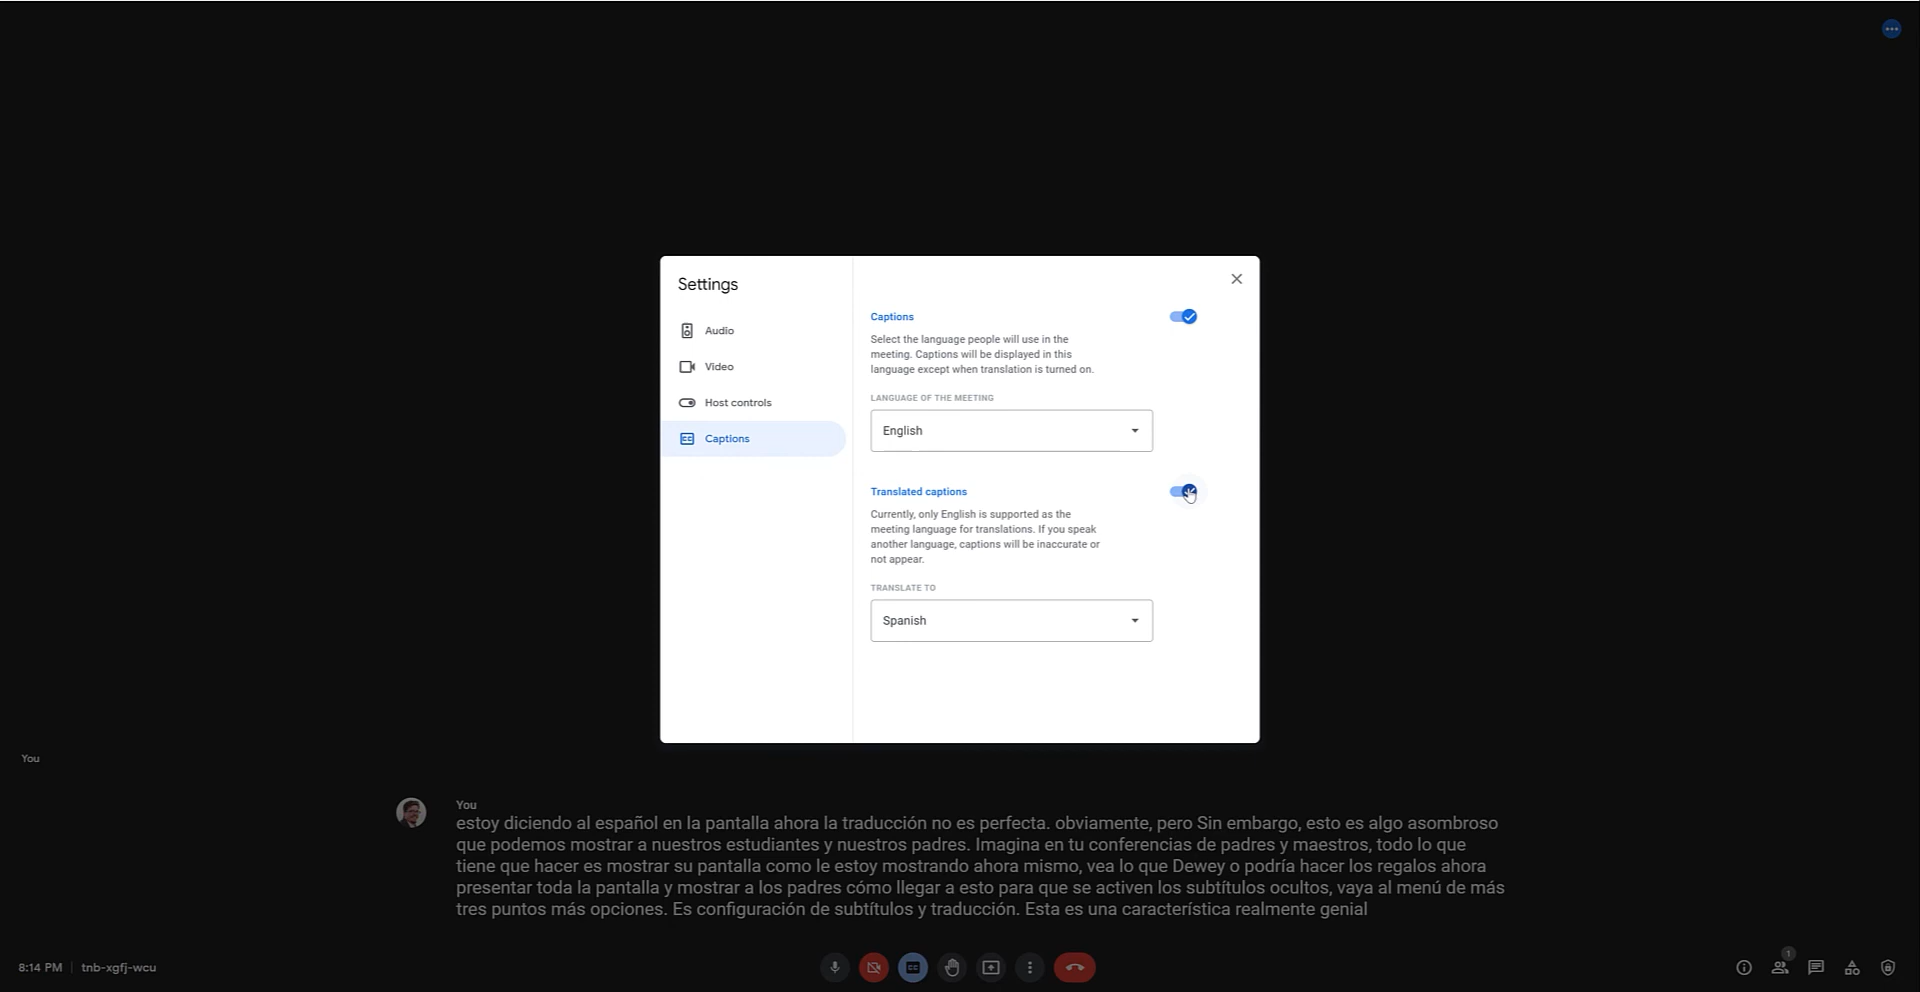 Settings
Audio
Video
Host controls
Captions
Captions
Select the language people will use in the
meeting. Captions will be displayed in this
language except when translation is turned on.
LANGUAGE OF THE MEETING
English
Translated captions
Currently, only English is supported as the
meeting language for translations. If you speak
another language, captions will be inaccurate or
not appear.
TRANSLATE TO
Spanish
You
You
estoy diciendo al español en la pantalla ahora la traducción no es perfecta. obviamente, pero Sin embargo, esto es algo asombroso
que podemos mostrar a nuestros estudiantes y nuestros padres. Imagina en tu conferencias de padres y maestros, todo lo que
tiene que hacer es mostrar su pantalla como le estoy mostrando ahora mismo, vea lo que Dewey o podría hacer los regalos ahora
presentar toda la pantalla y mostrar a los padres cómo llegar a esto para que se activen los subtítulos ocultos, vaya al menú de más
tres puntos más opciones. Es configuración de subtítulos y traducción. Esta es una característica realmente genial
8:14 PM | tnb-xgfj-wcu
1